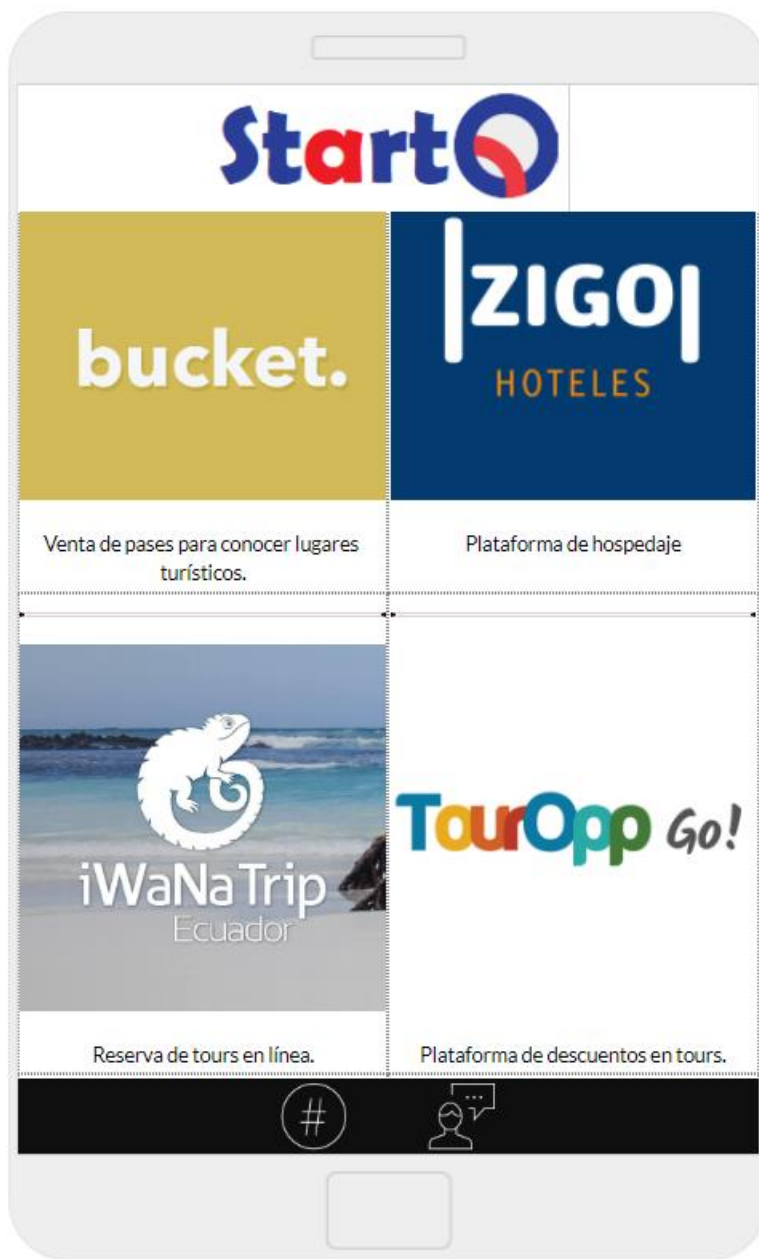 StartQ
bucket.
ZIGO
HOTELES
Venta de pases para conocer lugares
turísticos.
Plataforma de hospedaje
iWaNaTrip
Ecuador
TourOpp Go!
Reserva de tours en línea.
Plataforma de descuentos en tours.
#
...